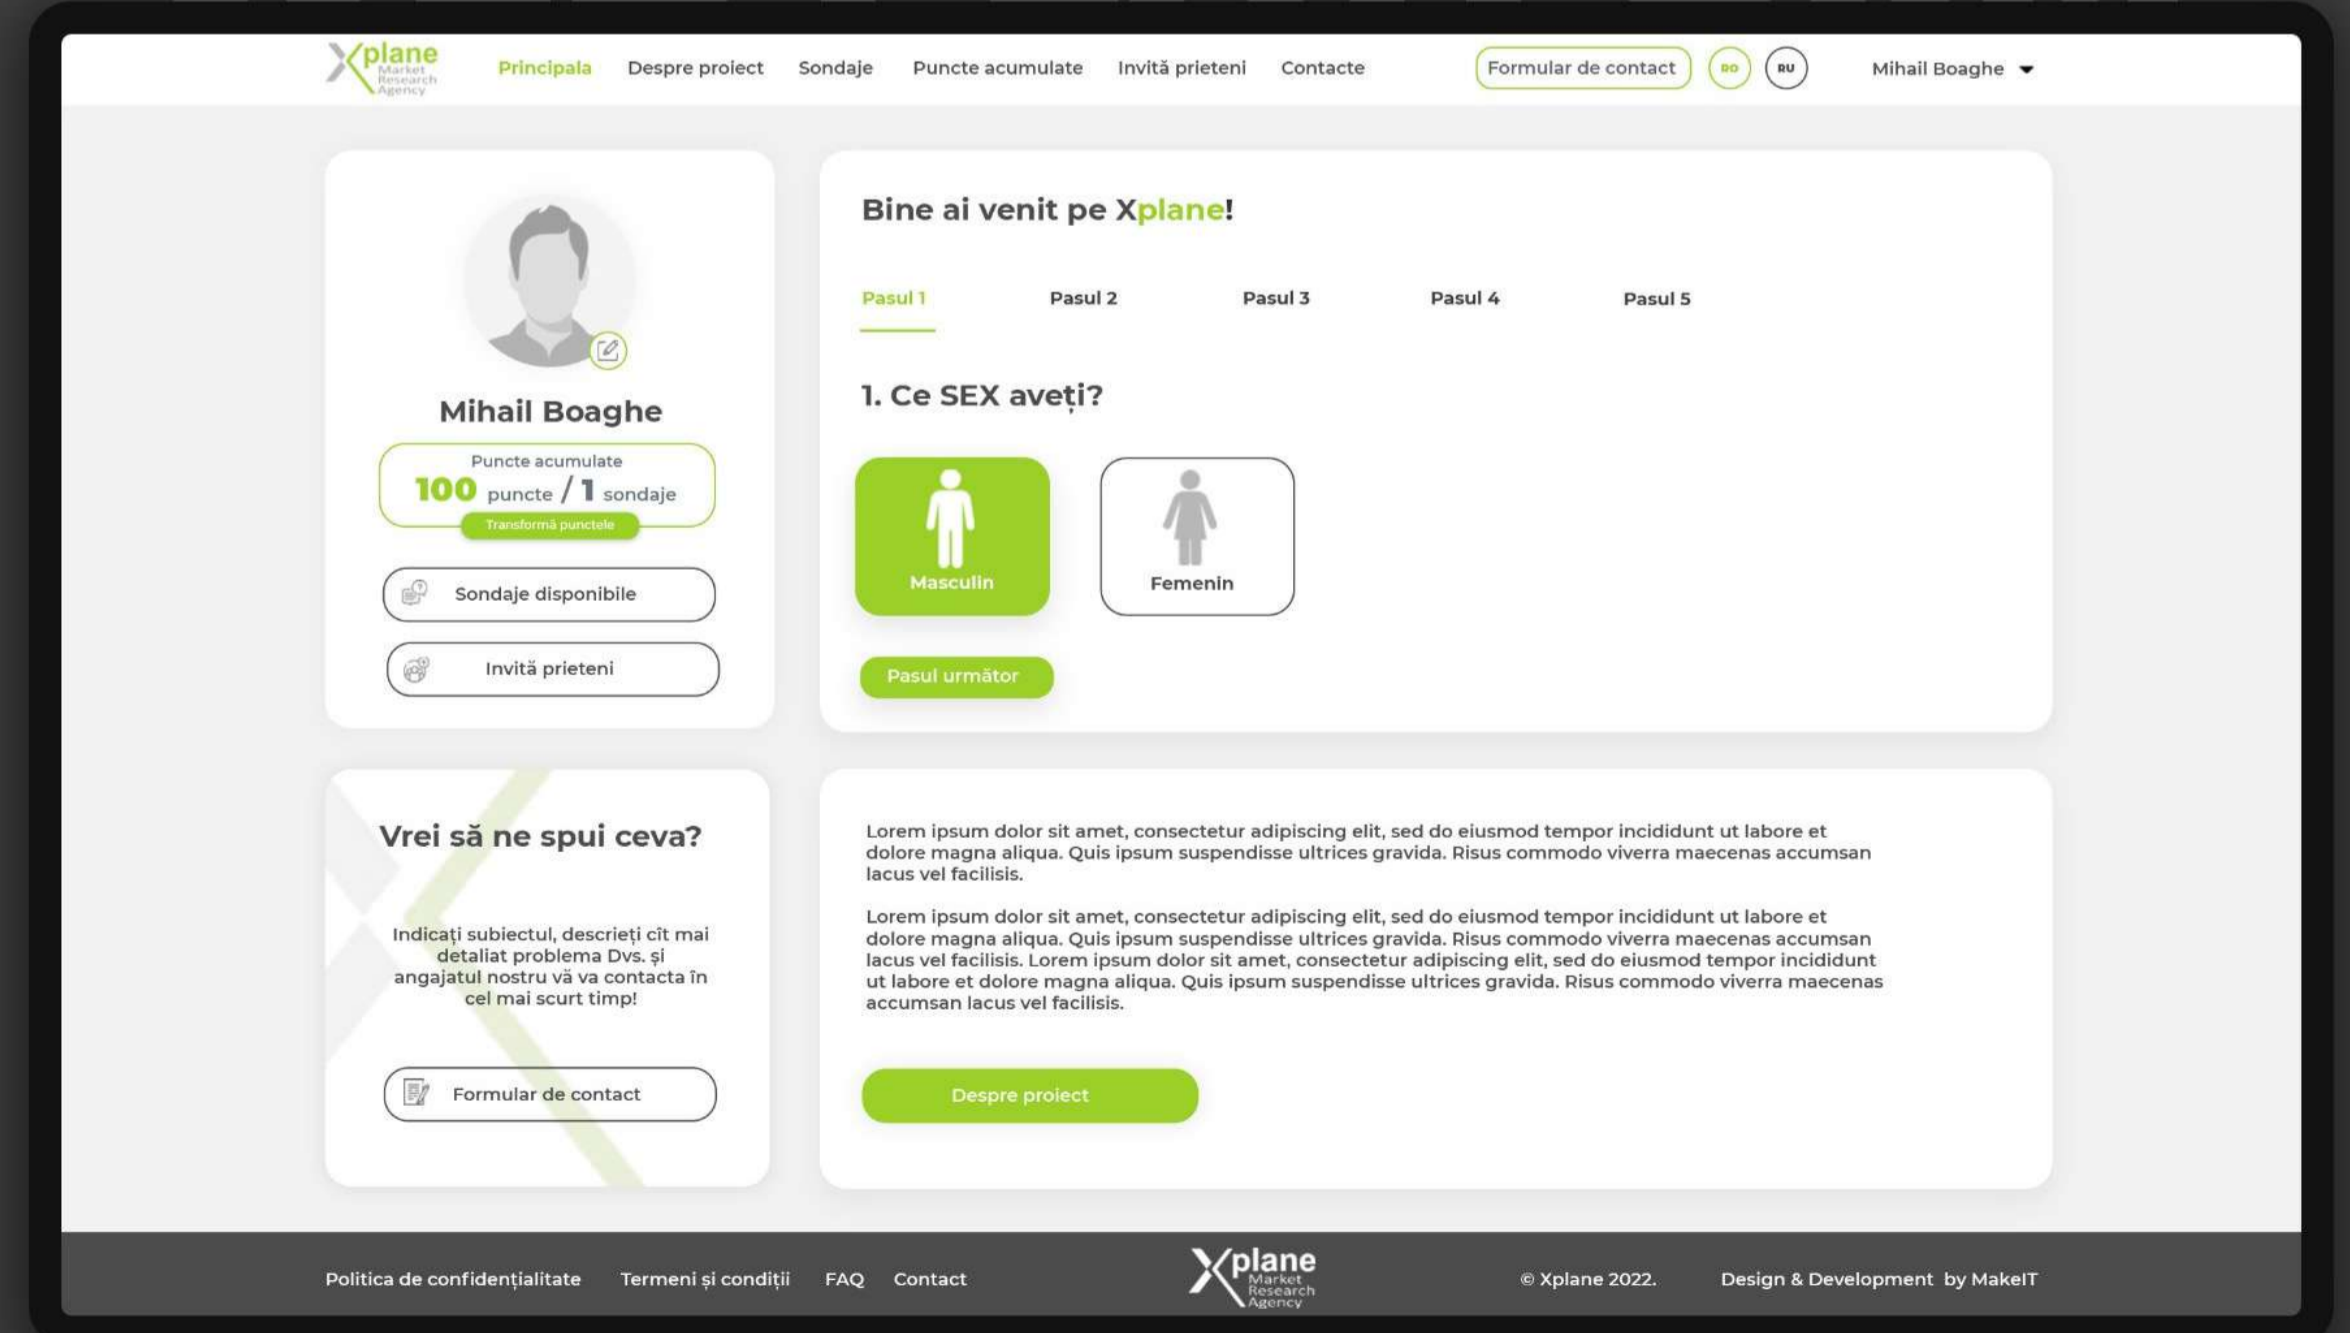 Xplane
Market
Research
Agency
Principala
Despre proiect
Sondaje
Puncte acumulate
Invită prieteni
Contacte
Formular de contact
RO
RU
Mihail Boaghe
Mihail Boaghe
Puncte acumulate
100 puncte / 1 sondaje
Transformă punctele
Sondaje disponibile
Invită prieteni
Bine ai venit pe Xplane!
Pasul 1
Pasul 2
Pasul 3
Pasul 4
Pasul 5
1. Ce SEX aveți?
Masculin
Femenin
Pasul următor
Vrei să ne spui ceva?
Indicați subiectul, descrieți cît mai
detaliat problema Dvs. și
angajatul nostru vă va contacta în
cel mai scurt timp!
Formular de contact
Lorem ipsum dolor sit amet, consectetur adipiscing elit, sed do eiusmod tempor incididunt ut labore et
dolore magna aliqua. Quis ipsum suspendisse ultrices gravida. Risus commodo viverra maecenas accumsan
lacus vel facilisis.
Lorem ipsum dolor sit amet, consectetur adipiscing elit, sed do eiusmod tempor incididunt ut labore et
dolore magna aliqua. Quis ipsum suspendisse ultrices gravida. Risus commodo viverra maecenas accumsan
lacus vel facilisis. Lorem ipsum dolor sit amet, consectetur adipiscing elit, sed do eiusmod tempor incididunt
ut labore et dolore magna aliqua. Quis ipsum suspendisse ultrices gravida. Risus commodo viverra maecenas
accumsan lacus vel facilisis.
Despre proiect
Politica de confidențialitate
Termeni și condiții
FAQ
Contact
Xplane
Market
Research
Agency
© Xplane 2022.
Design & Development by MakeIT